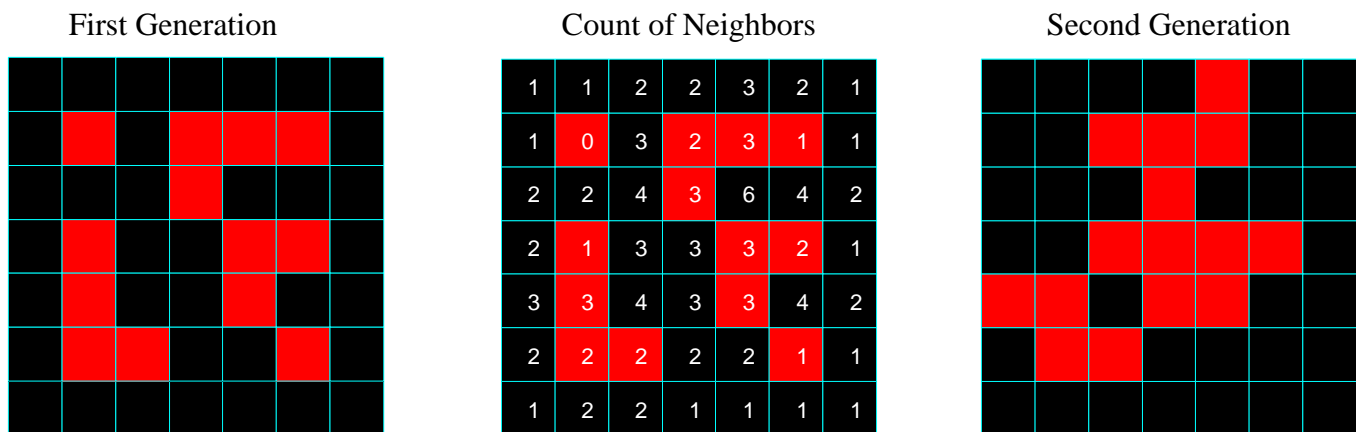 First Generation
Count of Neighbors
Second Generation
1 1 2 2 3 2 1
1 0 3 2 3 1 1
2 2 4 3 6 4 2
2 1 3 3 3 2 1
3 3 4 3 3 4 2
2 2 2 2 2 1 1
1 2 2 1 1 1 1